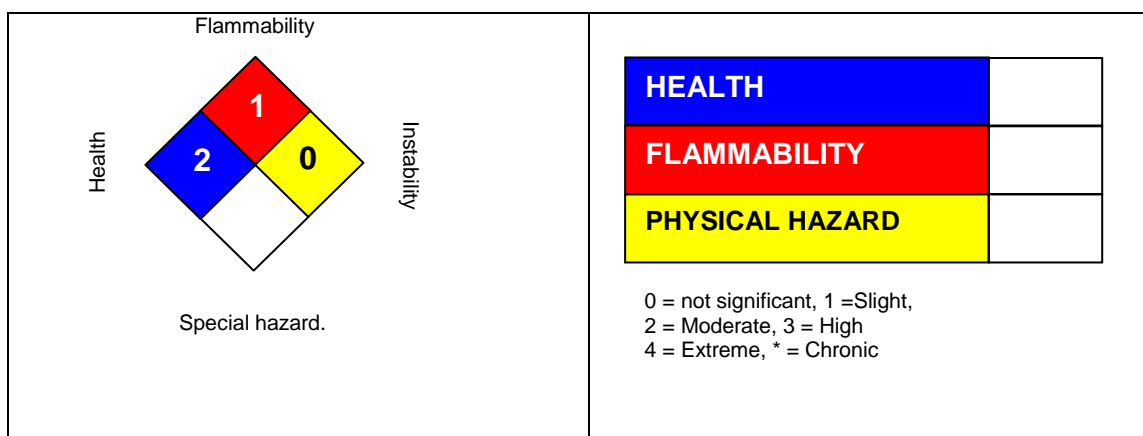 Flammability
1
Health
2
0
Instability
Special hazard.
HEALTH
FLAMMABILITY
PHYSICAL HAZARD
0 = not significant, 1 =Slight,
2 = Moderate, 3 = High
4 = Extreme, * = Chronic